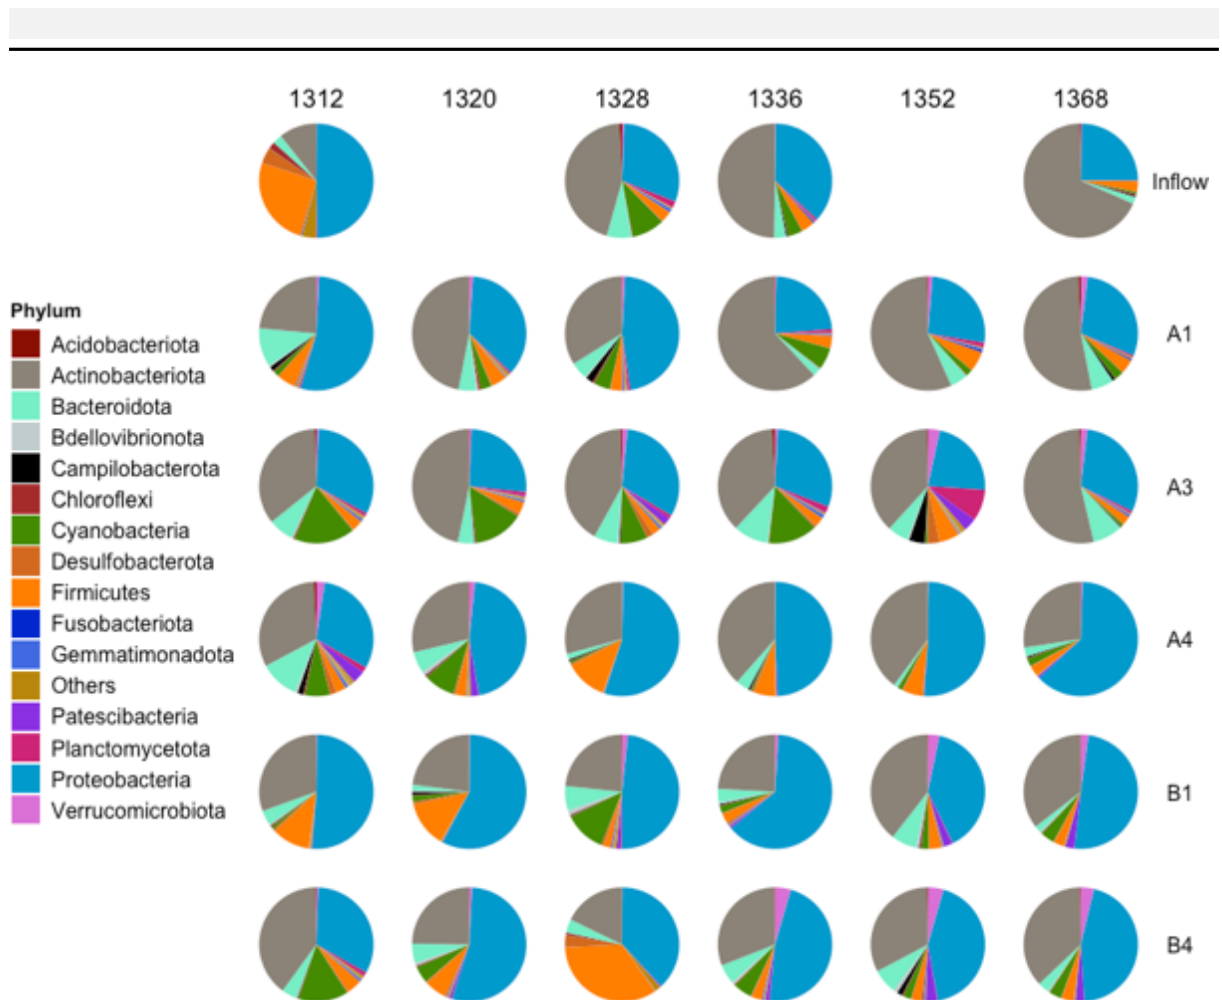 1312 1320 1328 1336 1352 1368
Inflow
A1
Phylum
Acidobacteriota
Actinobacteriota
Bacteroidota
Bdellovibrionota
Campilobacterota
A3
Chloroflexi
Cyanobacteria
Desulfobacterota
Firmicutes
Fusobacteriota
A4
Gemmatimonadota
Others
Patescibacteria
Planctomycetota
Proteobacteria
B1
Verrucomicrobiota
B4